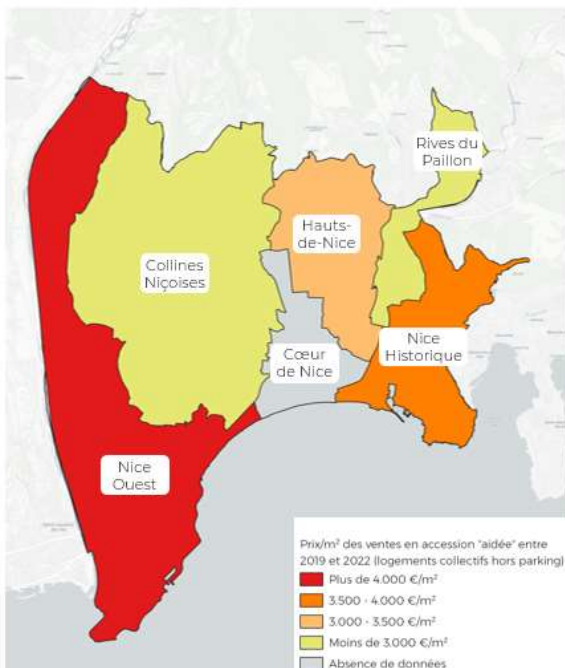 Rives du
Paillon
Hauts-
de-Nice
Collines
Niçoises
Nice
Historique
Cœur
de Nice
Nice
Ouest
Prix/m² des ventes en accession "aidée" entre
2019 et 2022 (logements collectifs hors parking)
Plus de 4.000 €/m²
3.500 - 4.000 €/m²
3.000 - 3.500 €/m²
Moins de 3.000 €/m²
Absence de données